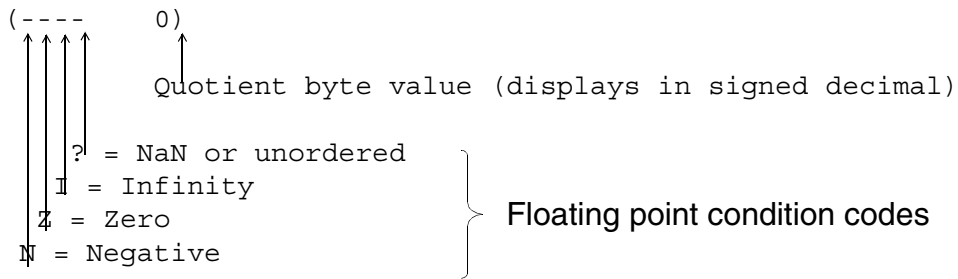 (---- 0)
Quotient byte value (displays in signed decimal)
? = NaN or unordered
I = Infinity
Z = Zero
N = Negative
Floating point condition codes